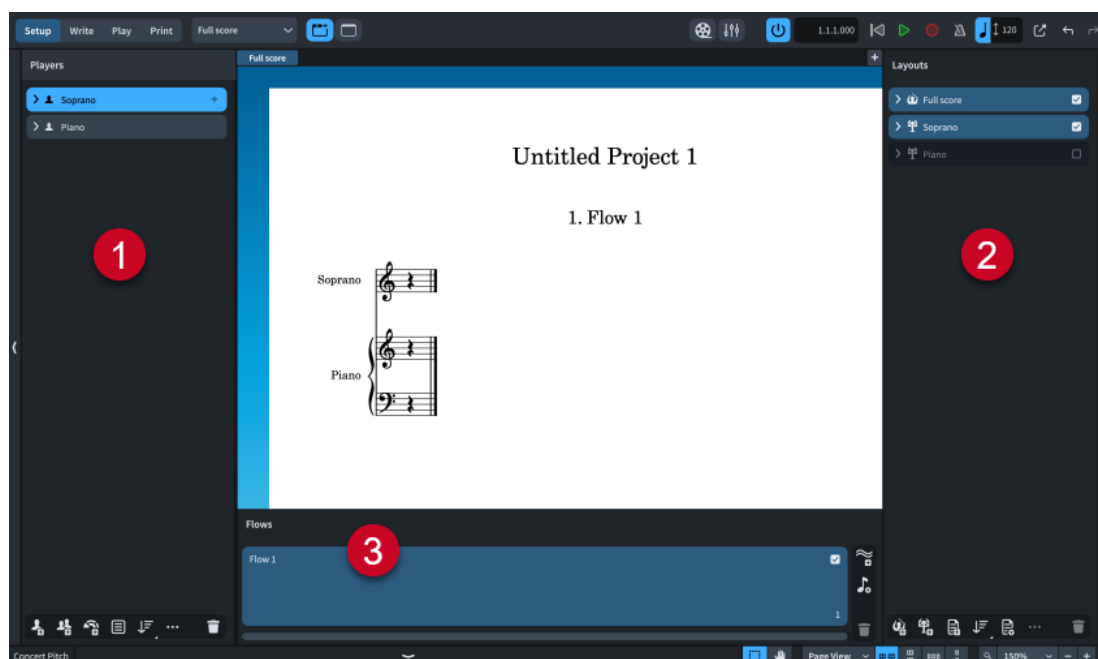 Setup Write Play Print Full score 1.1.1.000 120
Players
Soprano
Piano
1
Full score
Untitled Project 1
1. Flow 1
Soprano
Piano
Flows
3
Flow 1
1
Layouts
Full score
Soprano
Piano
2
Concert Pitch Page View 150%